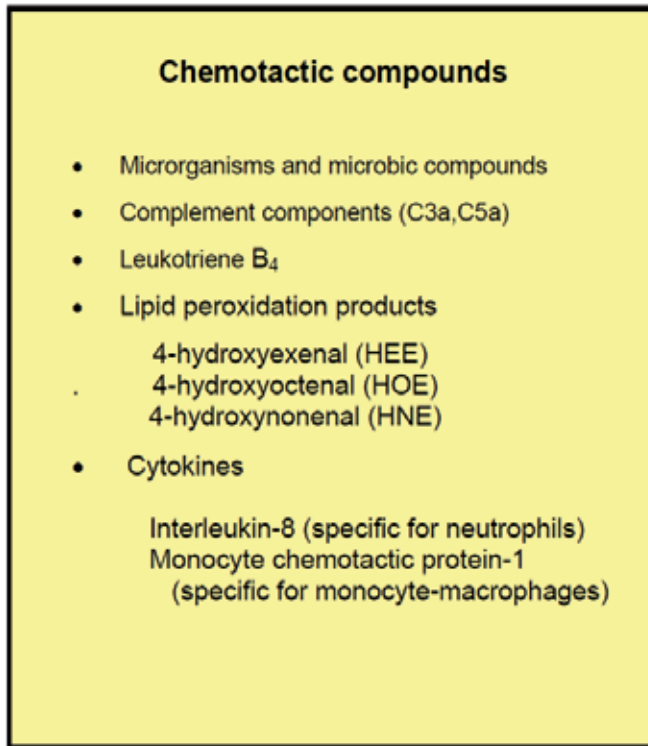 Chemotactic compounds
• Microrganisms and microbic compounds
• Complement components (C3a,C5a)
• Leukotriene B₄
• Lipid peroxidation products
4-hydroxyexenal (HEE)
. 4-hydroxyoctenal (HOE)
4-hydroxynonenal (HNE)
• Cytokines
Interleukin-8 (specific for neutrophils)
Monocyte chemotactic protein-1
(specific for monocyte-macrophages)